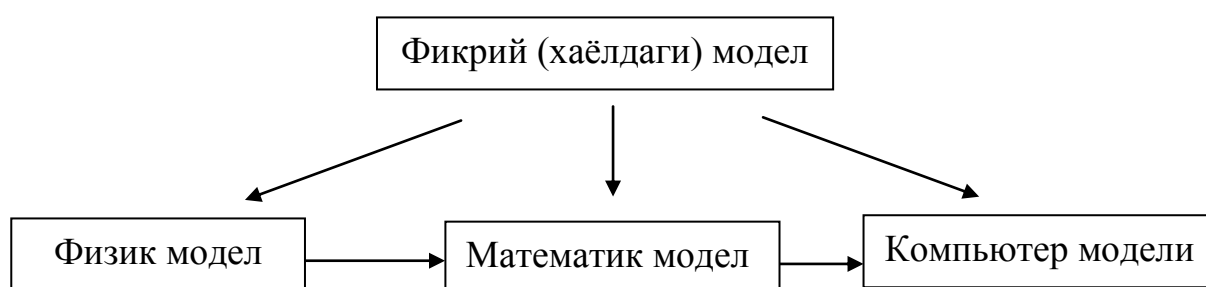 Фикрий (хаёлдаги) модел
Физик модел
Математик модел
Компьютер модели